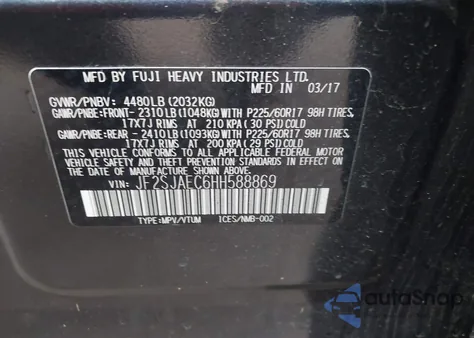 MFD BY FUJI HEAVY INDUSTRIES LTD.
MFD IN 03/17
GVWR/PNBV: 4480LB (2032KG)
GAWR/PNBE:FRONT- 2310LB (1048KG)WITH P225/60R17 98H TIRES,
17X7J RIMS AT 210 KPA (30 PSI)COLD
GAWR/PNBE:REAR - 2410LB (1093KG)WITH P225/60R17 98H TIRES,
17X7J RIMS AT 200 KPA (29 PSI)COLD
THIS VEHICLE CONFORMS TO ALL APPLICABLE FEDERAL MOTOR
VEHICLE SAFETY AND THEFT PREVENTION STANDARDS IN EFFECT ON
THE DATE OF MANUFACTURE SHOWN ABOVE.
VIN: JF2SJAEC6HH588869
TYPE:MPV/VTUM ICES/NMB-002
autoSnap